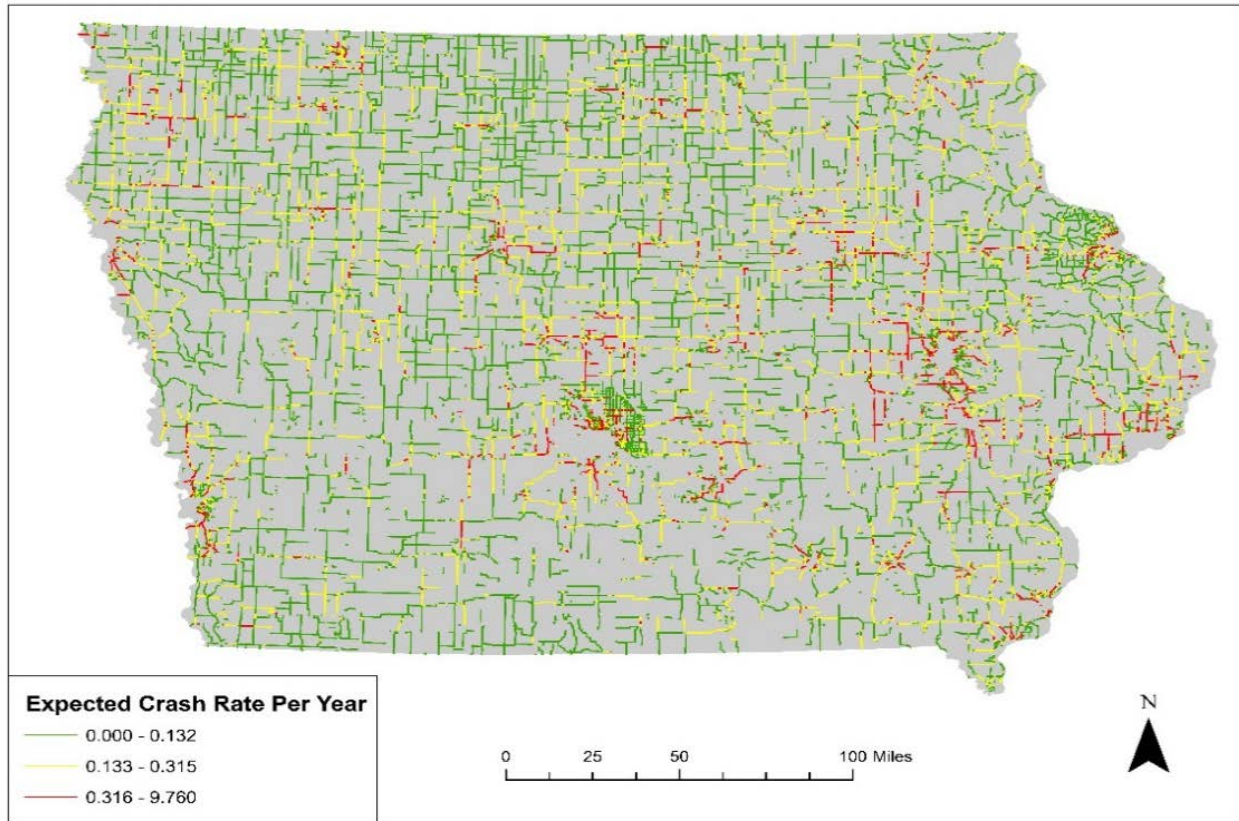 Expected Crash Rate Per Year
0.000 - 0.132
0.133 - 0.315
0.316 - 9.760
0 25 50 100 Miles
N